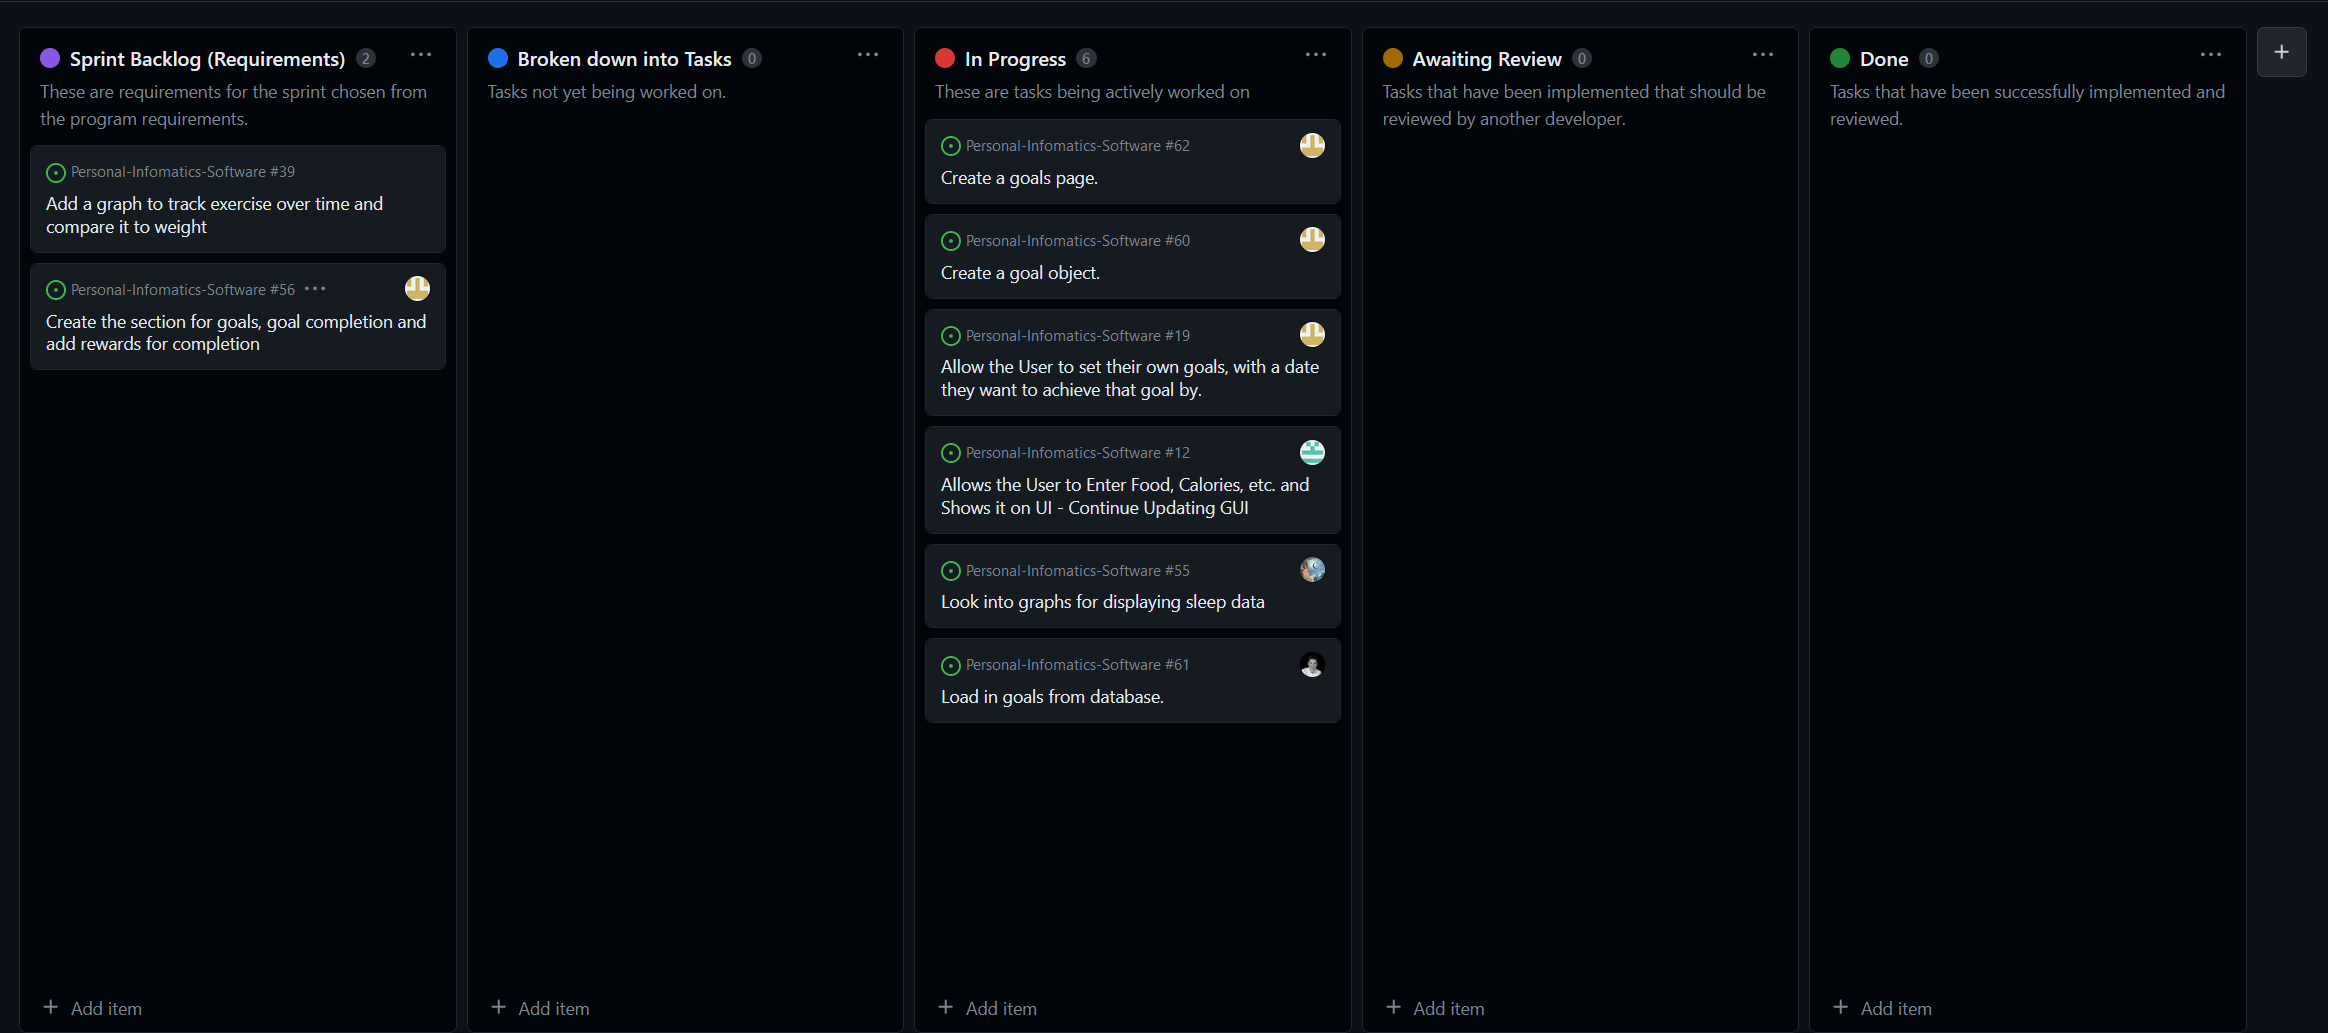 Sprint Backlog (Requirements) 2
These are requirements for the sprint chosen from
the program requirements.
Personal-Infomatics-Software #39
Add a graph to track exercise over time and
compare it to weight
Personal-Infomatics-Software #56
Create the section for goals, goal completion and
add rewards for completion
+ Add item
Broken down into Tasks 0
Tasks not yet being worked on.
+ Add item
In Progress 6
These are tasks being actively worked on
Personal-Infomatics-Software #62
Create a goals page.
Personal-Infomatics-Software #60
Create a goal object.
Personal-Infomatics-Software #19
Allow the User to set their own goals, with a date
they want to achieve that goal by.
Personal-Infomatics-Software #12
Allows the User to Enter Food, Calories, etc. and
Shows it on UI - Continue Updating GUI
Personal-Infomatics-Software #55
Look into graphs for displaying sleep data
Personal-Infomatics-Software #61
Load in goals from database.
+ Add item
Awaiting Review 0
Tasks that have been implemented that should be
reviewed by another developer.
+ Add item
Done 0
Tasks that have been successfully implemented and
reviewed.
+ Add item
+